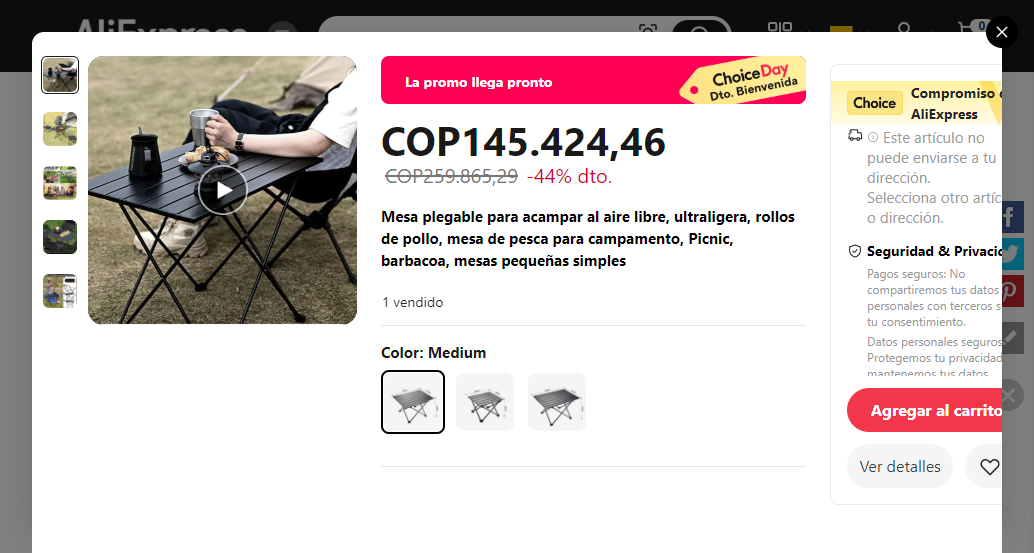 AliExpress
0
La promo llega pronto
ChoiceDay
Dto. Bienvenida
COP145.424,46
COP259.865,29 -44% dto.
Mesa plegable para acampar al aire libre, ultraligera, rollos
de pollo, mesa de pesca para campamento, Picnic,
barbacoa, mesas pequeñas simples
1 vendido
Color: Medium
Choice
Compromiso
AliExpress
Este artículo no
puede enviarse a tu
dirección.
Selecciona otro artíc
o dirección.
Seguridad & Privacid
Pagos seguros: No
compartiremos tus datos
personales con terceros s
tu consentimiento.
Datos personales seguros
Protegemos tu privacidad
mantenemos tus datos
Agregar al carrito
Ver detalles